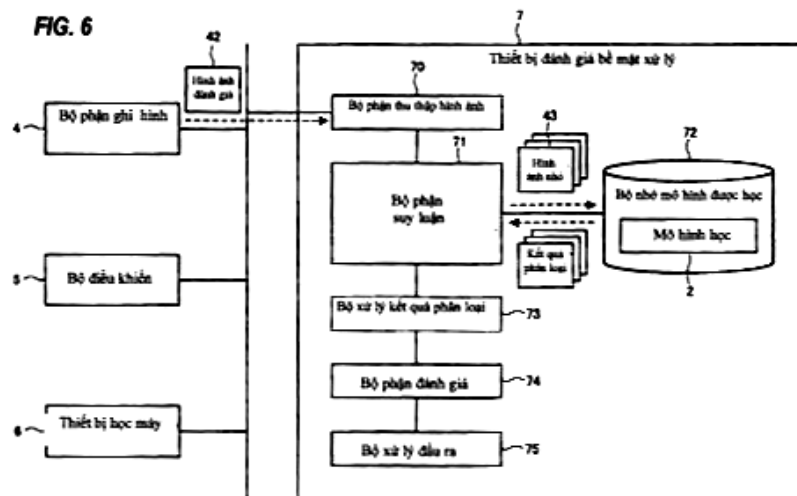 FIG. 6
42
Hình ảnh
đánh giá
7
Thiết bị đánh giá bề mặt xử lý
4
Bộ phận ghi hình
70
Bộ phận thu thập hình ảnh
71
Bộ phận
suy luận
43
Hình
ảnh nhỏ
72
Bộ nhớ mô hình được học
Mô hình học
2
Kết quả
phân loại
5
Bộ điều khiển
Bộ xử lý kết quả phân loại
73
Bộ phận đánh giá
74
6
Thiết bị học máy
Bộ xử lý đầu ra
75